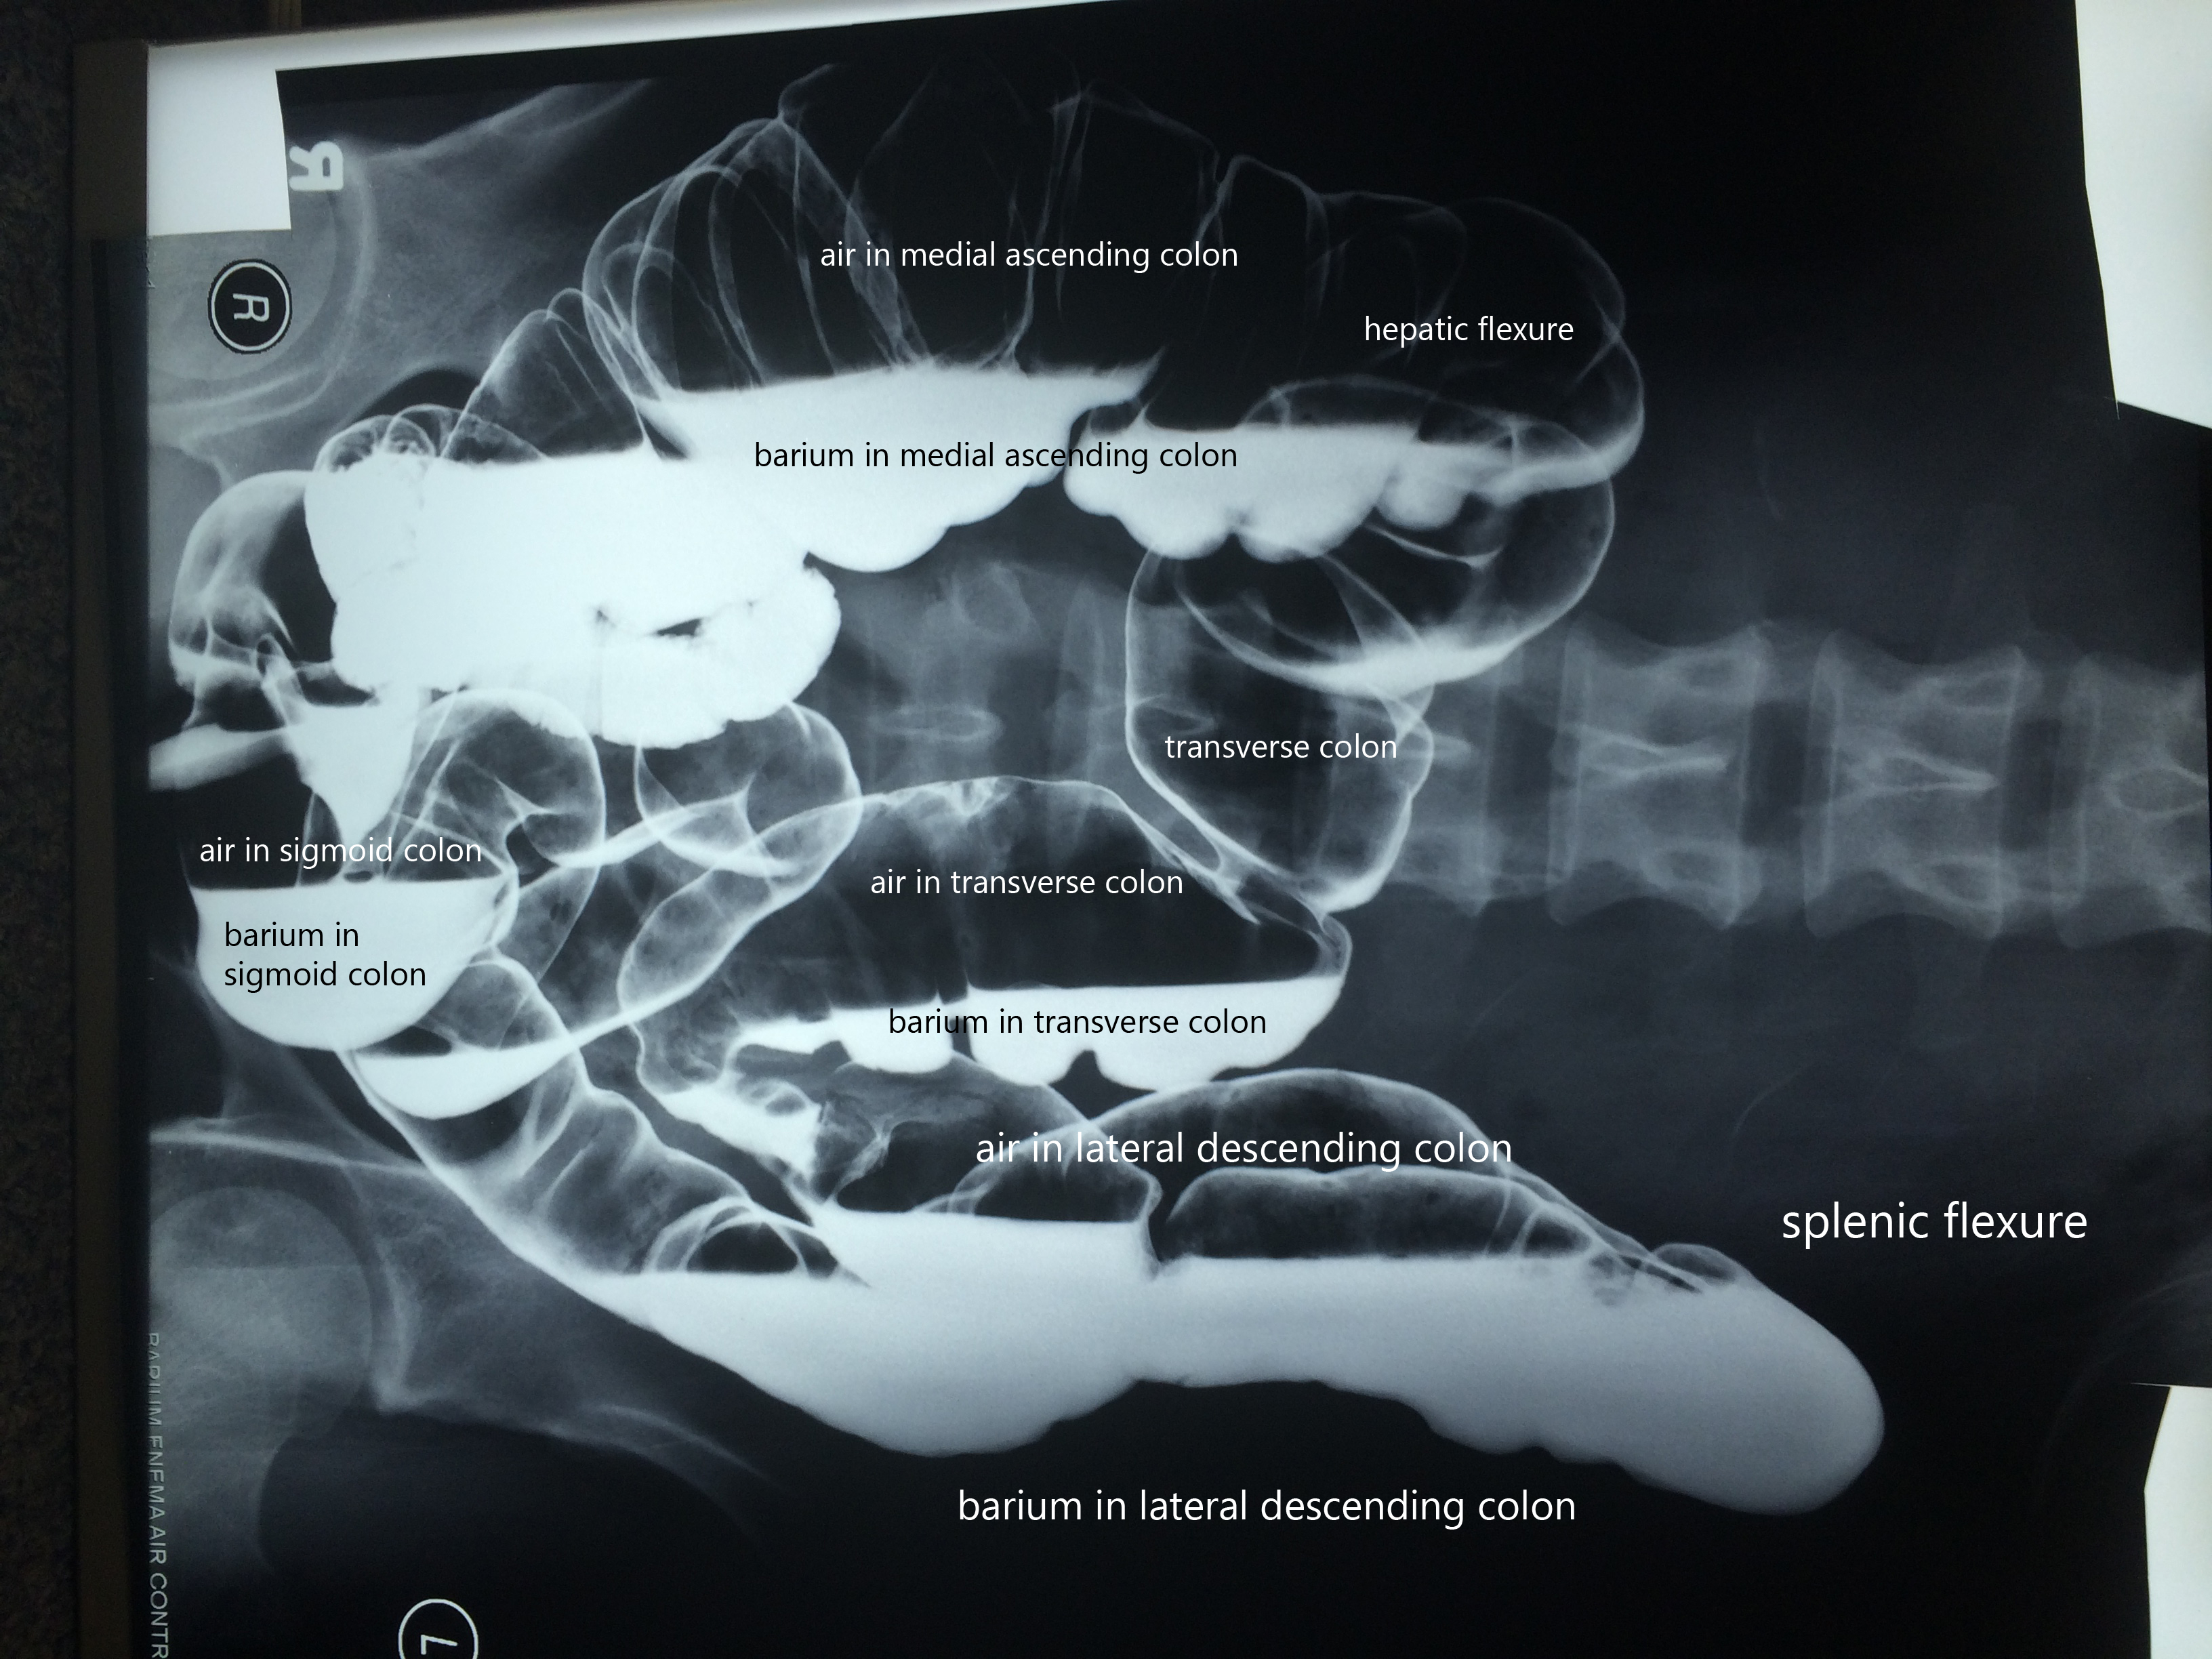 R
R
air in medial ascending colon
hepatic flexure
barium in medial ascending colon
transverse colon
air in sigmoid colon
air in transverse colon
barium in
sigmoid colon
barium in transverse colon
air in lateral descending colon
splenic flexure
BARIUM ENEMA AIR CONTR
barium in lateral descending colon
L